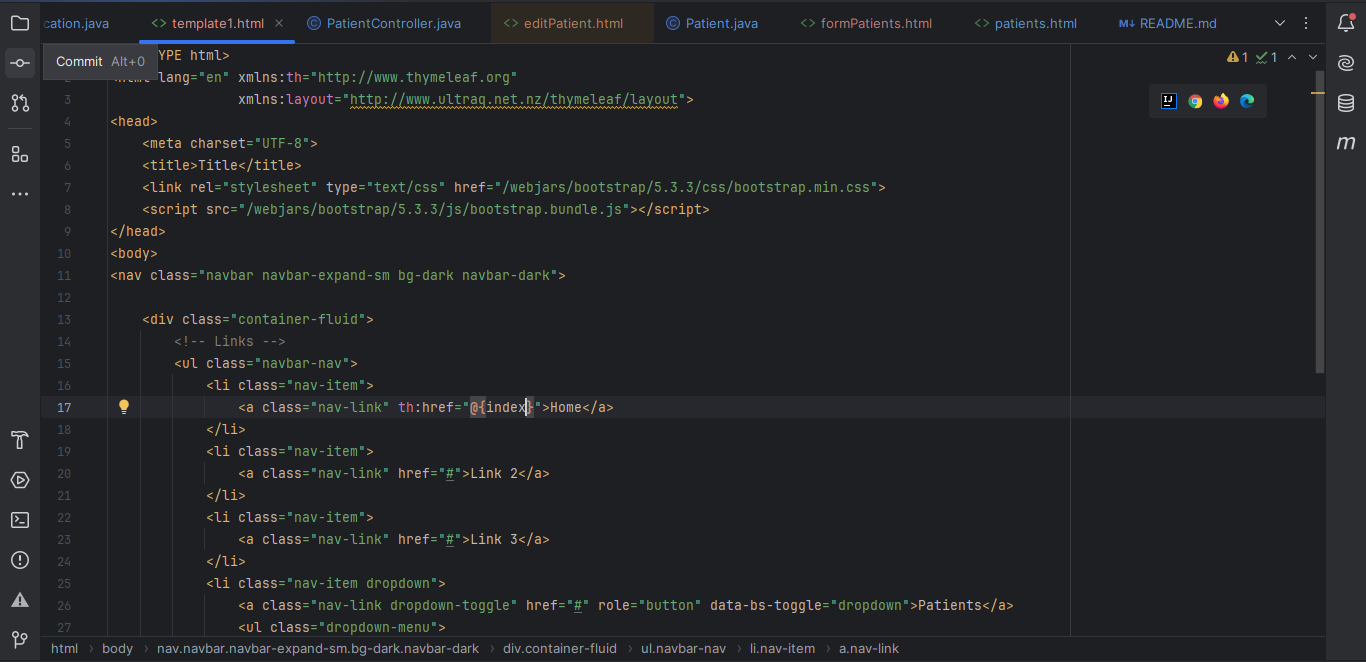 cation.java
template1.html
PatientController.java
editPatient.html
Patient.java
formPatients.html
patients.html
README.md
Commit Alt+0
YPE html>
2 <html lang="en" xmlns:th="http://www.thymeleaf.org"
1 1
3 xmlns:layout="http://www.ultraq.net.nz/thymeleaf/layout">
4 <head>
5 <meta charset="UTF-8">
6 <title>Title</title>
7 <link rel="stylesheet" type="text/css" href="/webjars/bootstrap/5.3.3/css/bootstrap.min.css">
8 <script src="/webjars/bootstrap/5.3.3/js/bootstrap.bundle.js"></script>
9 </head>
10 <body>
11 <nav class="navbar navbar-expand-sm bg-dark navbar-dark">
12
13 <div class="container-fluid">
14 <!-- Links -->
15 <ul class="navbar-nav">
16 <li class="nav-item">
17 <a class="nav-link" th:href="@{index}">Home</a>
18 </li>
19 <li class="nav-item">
20 <a class="nav-link" href="#">Link 2</a>
21 </li>
22 <li class="nav-item">
23 <a class="nav-link" href="#">Link 3</a>
24 </li>
25 <li class="nav-item dropdown">
26 <a class="nav-link dropdown-toggle" href="#" role="button" data-bs-toggle="dropdown">Patients</a>
27 <ul class="dropdown-menu">
html › body › nav.navbar.navbar-expand-sm.bg-dark.navbar-dark › div.container-fluid › ul.navbar-nav › li.nav-item › a.nav-link